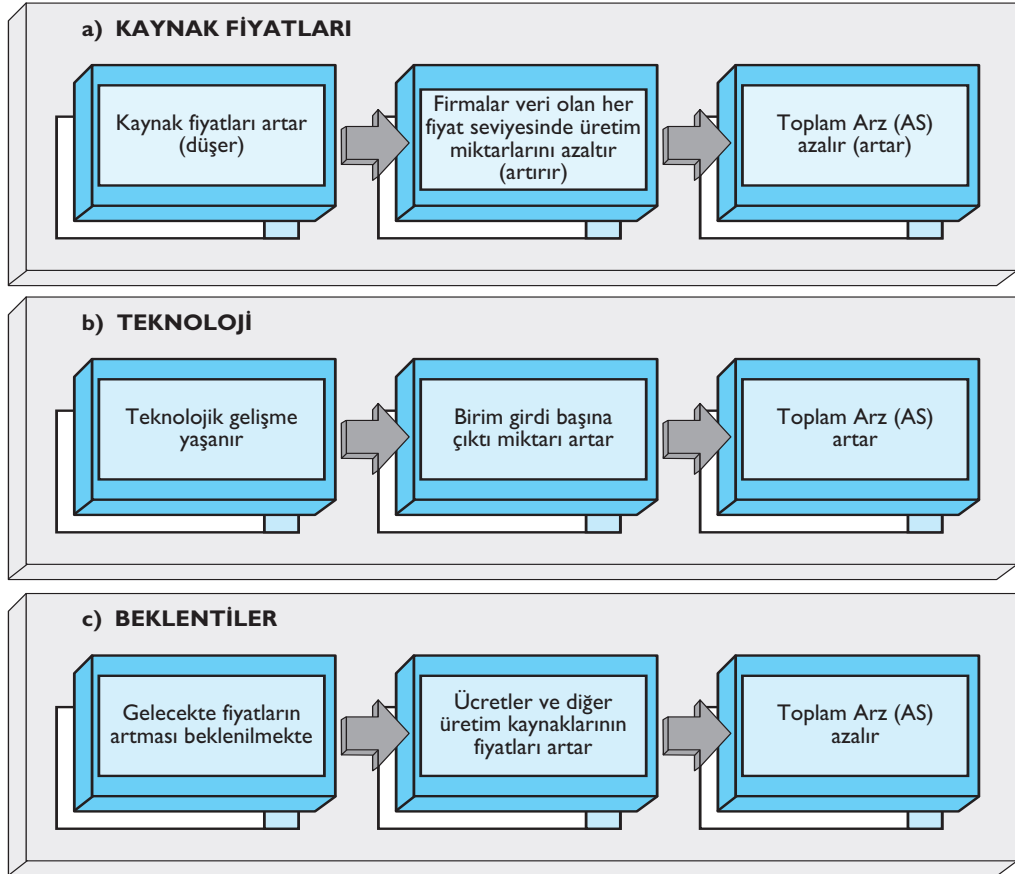 a) KAYNAK FİYATLARI
Kaynak fiyatları artar
(düşer)
Firmalar veri olan her
fiyat seviyesinde üretim
miktarlarını azaltır
(artırır)
Toplam Arz (AS)
azalır (artar)
b) TEKNOLOJİ
Teknolojik gelişme
yaşanır
Birim girdi başına
çıktı miktarı artar
Toplam Arz (AS)
artar
c) BEKLENTİLER
Gelecekte fiyatların
artması beklenilmekte
Ücretler ve diğer
üretim kaynaklarının
fiyatları artar
Toplam Arz (AS)
azalır